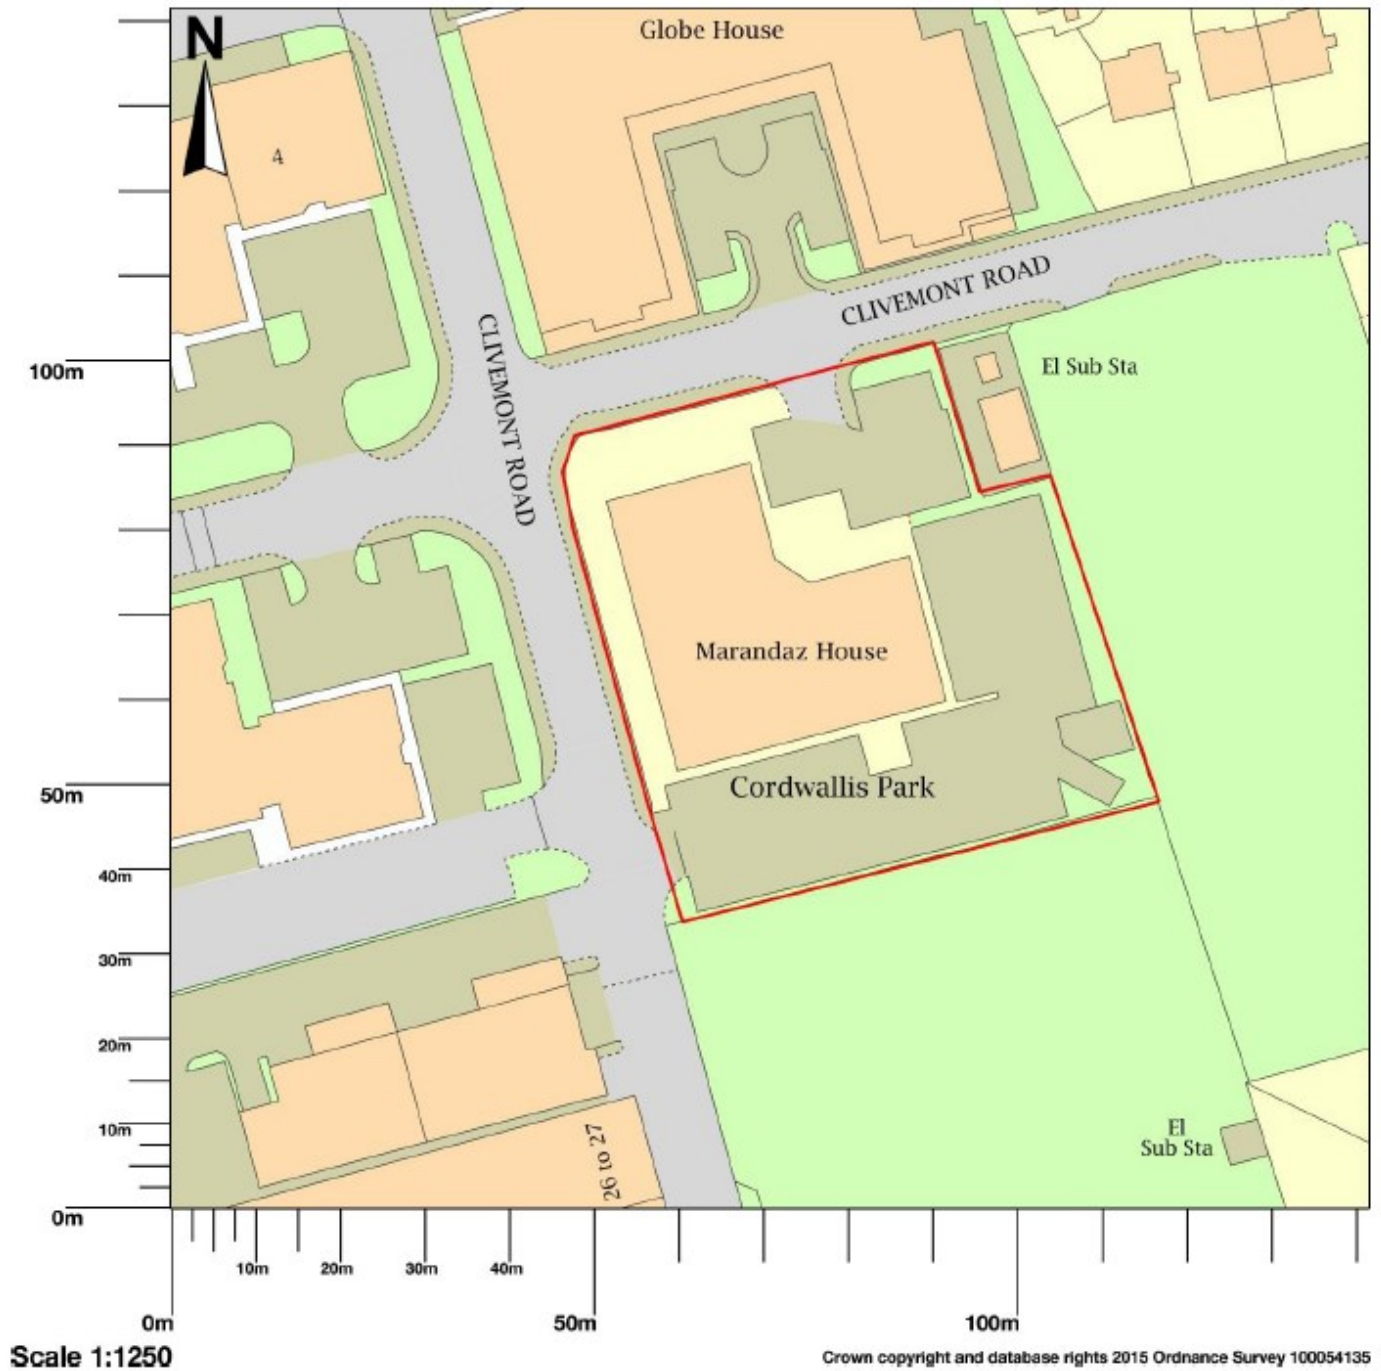 Globe House
N
4
CLIVEMONT ROAD
CLIVEMONT ROAD
100m
El Sub Sta
Marandaz House
50m
Cordwallis Park
40m
30m
20m
10m
El
Sub Sta
26 to 27
0m
10m
20m
30m
40m
0m
50m
100m
Scale 1:1250
Crown copyright and database rights 2015 Ordnance Survey 100054135